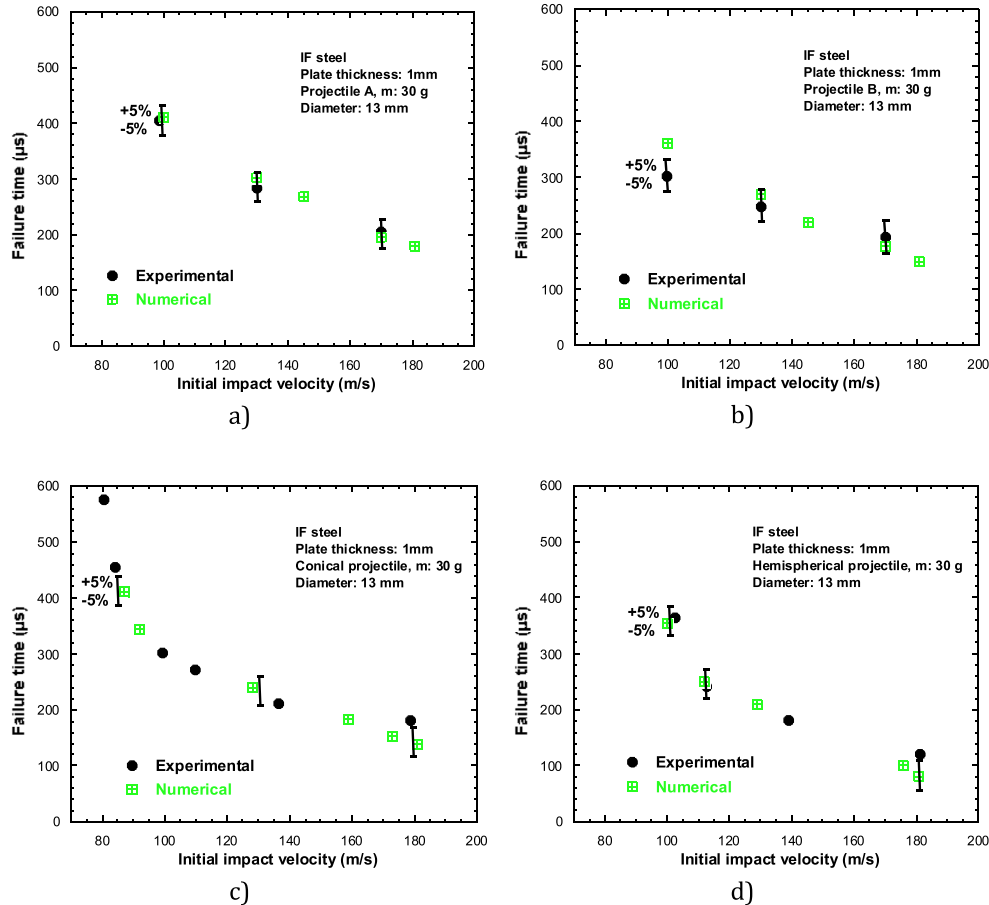 600
500
400
300
200
100
0
Failure time (µs)
IF steel
Plate thickness: 1mm
Projectile A, m: 30 g
Diameter: 13 mm
+5%
-5%
Experimental
Numerical
80 100 120 140 160 180 200
Initial impact velocity (m/s)
a)
600
500
400
300
200
100
0
Failure time (µs)
IF steel
Plate thickness: 1mm
Projectile B, m: 30 g
Diameter: 13 mm
+5%
-5%
Experimental
Numerical
80 100 120 140 160 180 200
Initial impact velocity (m/s)
b)
600
500
400
300
200
100
0
Failure time (µs)
IF steel
Plate thickness: 1mm
Conical projectile, m: 30 g
Diameter: 13 mm
+5%
-5%
Experimental
Numerical
80 100 120 140 160 180 200
Initial impact velocity (m/s)
c)
600
500
400
300
200
100
0
Failure time (µs)
IF steel
Plate thickness: 1mm
Hemispherical projectile, m: 30 g
Diameter: 13 mm
+5%
-5%
Experimental
Numerical
80 100 120 140 160 180 200
Initial impact velocity (m/s)
d)